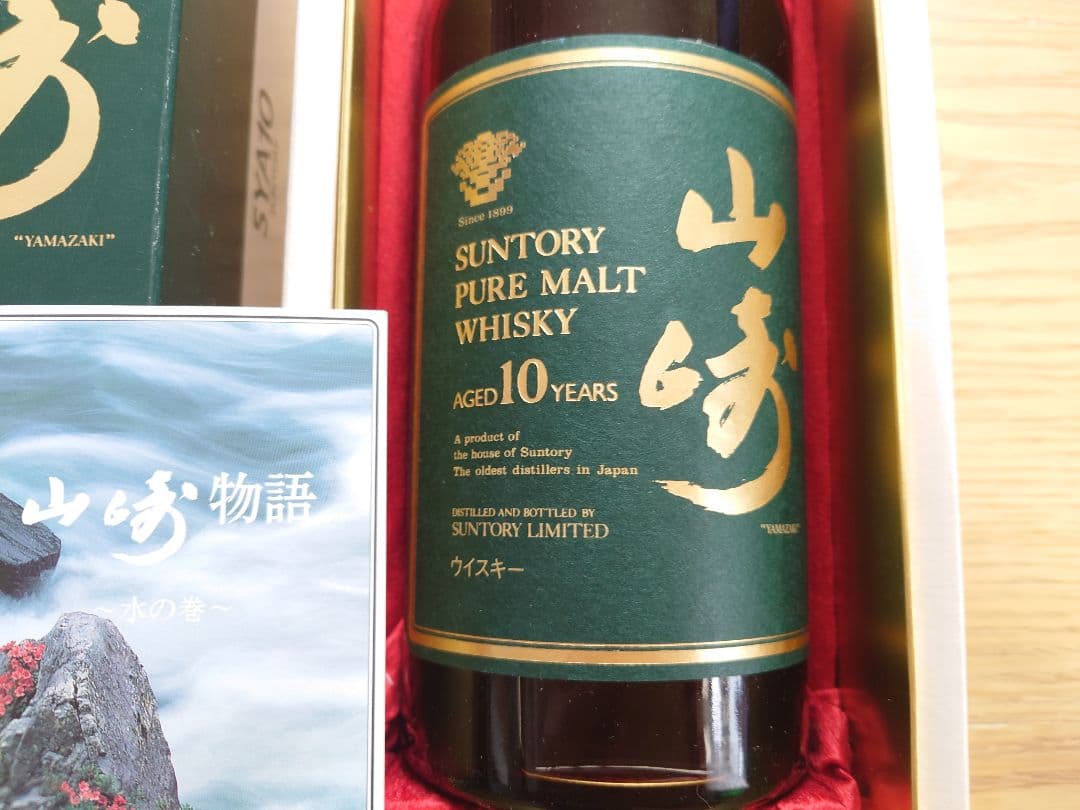 "YAMAZAKI"
SYA10
山崎物語
～水の巻～
Since 1899
SUNTORY
PURE MALT
WHISKY
AGED 10 YEARS
A product of
the house of Suntory
The oldest distillers in Japan
DISTILLED AND BOTTLED BY
SUNTORY LIMITED
ウイスキー
山崎
"YAMAZAKI"